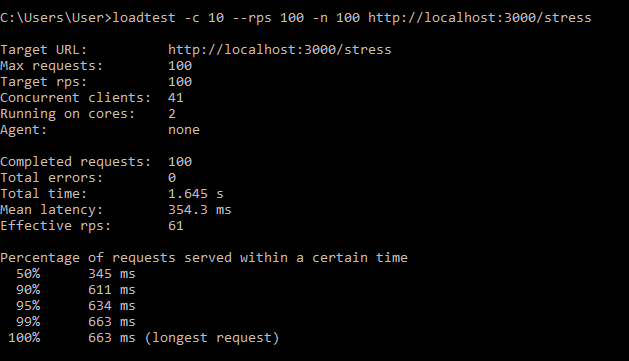 C:\Users\User>loadtest -c 10 --rps 100 -n 100 http://localhost:3000/stress
Target URL: http://localhost:3000/stress
Max requests: 100
Target rps: 100
Concurrent clients: 41
Running on cores: 2
Agent: none
Completed requests: 100
Total errors: 0
Total time: 1.645 s
Mean latency: 354.3 ms
Effective rps: 61
Percentage of requests served within a certain time
50% 345 ms
90% 611 ms
95% 634 ms
99% 663 ms
100% 663 ms (longest request)